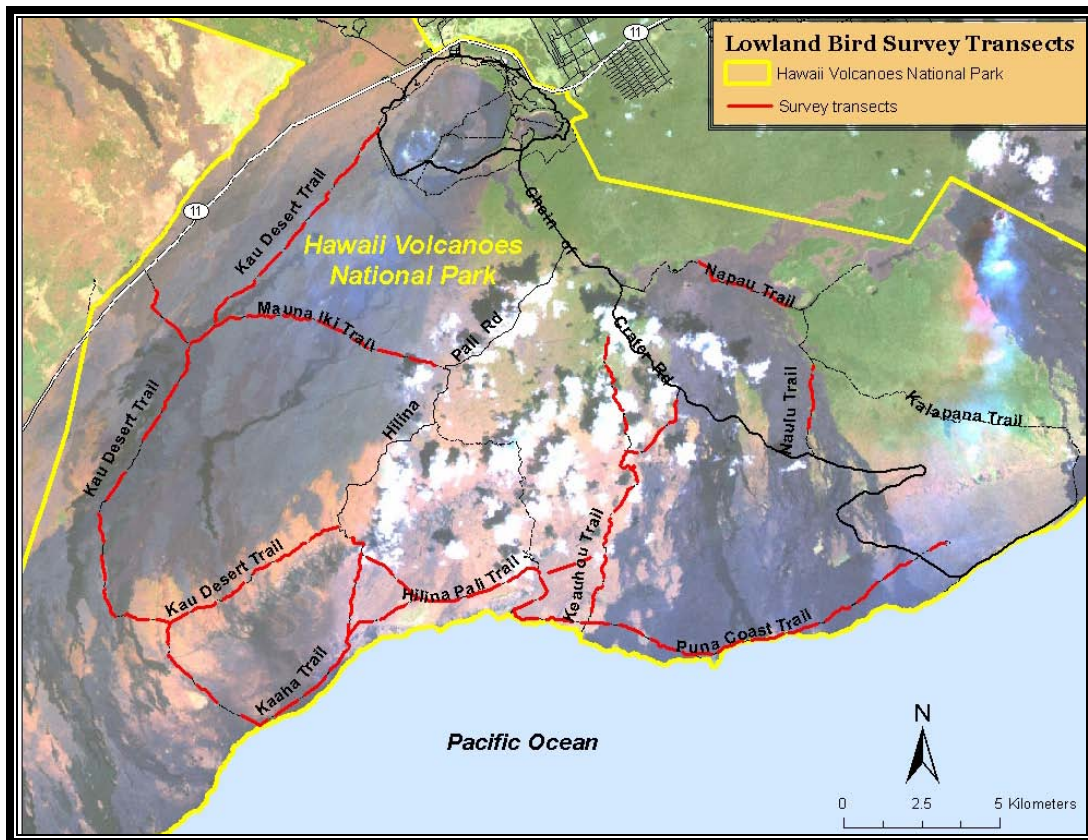 Lowland Bird Survey Transects
Hawaii Volcanoes National Park
Survey transects
11
11
Kau Desert Trail
Chain of
Hawaii Volcanoes
National Park
Napau Trail
Mauna Iki Trail
Pali Rd
Crater Rd
Kau Desert Trail
Hilina
Naulu Trail
Kalapana Trail
Kau Desert Trail
Hilina Pali Trail
Keauhou Trail
Puna Coast Trail
Kaaha Trail
Pacific Ocean
N
0 2.5 5 Kilometers